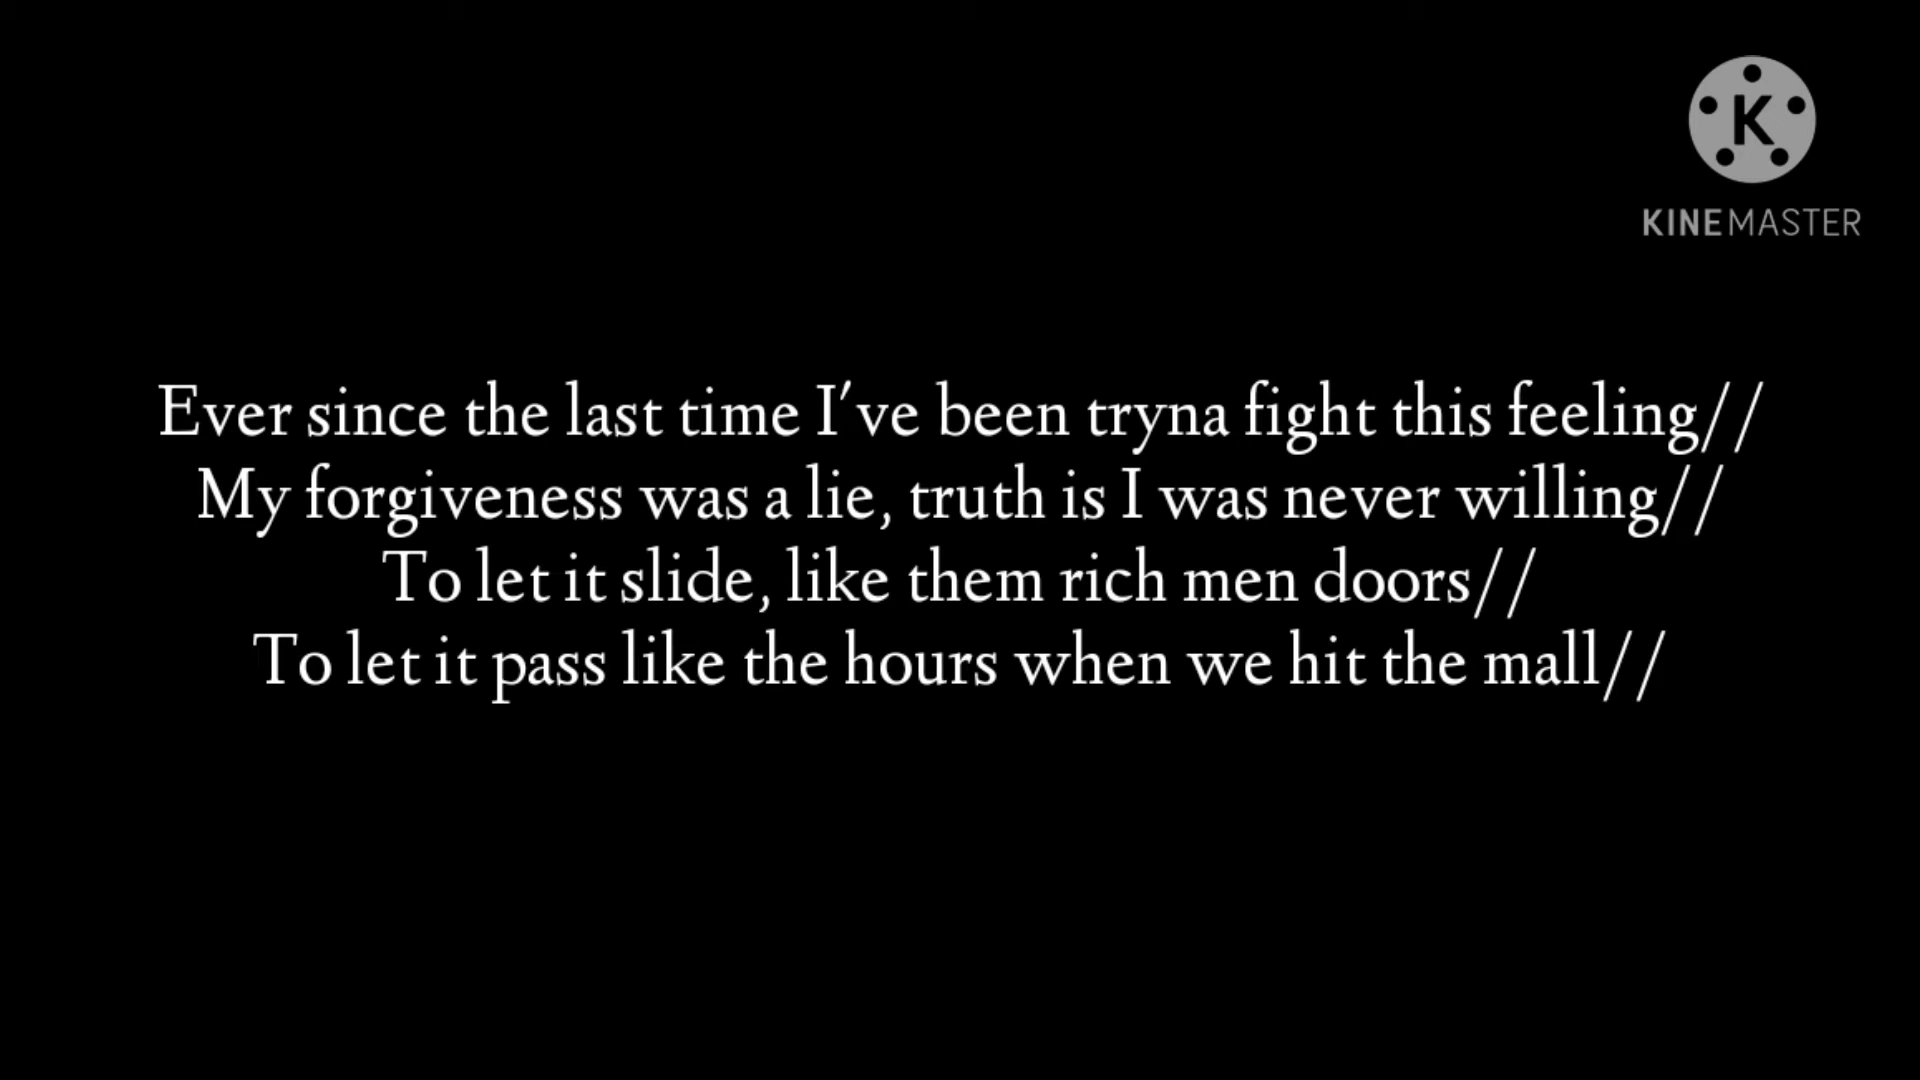 K
KINEMASTER
Ever since the last time I've been tryna fight this feeling//
My forgiveness was a lie, truth is I was never willing//
To let it slide, like them rich men doors//
To let it pass like the hours when we hit the mall//